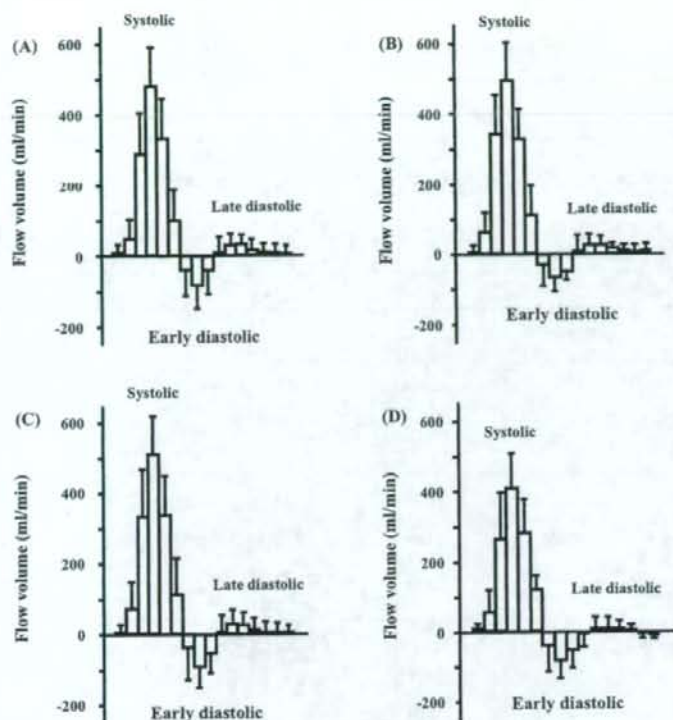 (A)
Systolic
600
400
200
0
-200
Flow volume (ml/min)
Late diastolic
Early diastolic
(B)
Systolic
600
400
200
0
-200
Flow volume (ml/min)
Late diastolic
Early diastolic
(C)
Systolic
600
400
200
0
-200
Flow volume (ml/min)
Late diastolic
Early diastolic
(D)
Systolic
600
400
200
0
-200
Flow volume (ml/min)
Late diastolic
Early diastolic